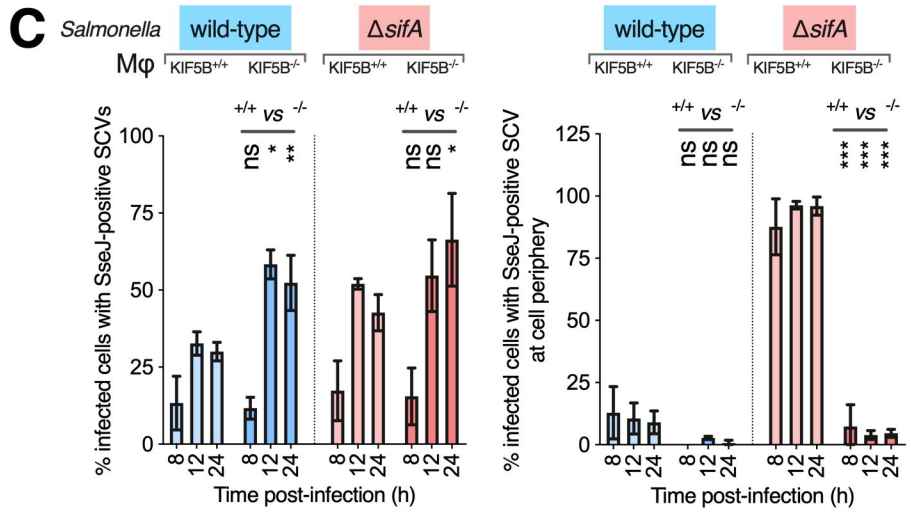 C Salmonella wild-type ΔsifA
Mφ KIF5B+/+ KIF5B-/- KIF5B+/+ KIF5B-/-
+/+ vs -/- +/+ vs -/-
ns * ** ns ns *
% infected cells with SseJ-positive SCVs
100
75
50
25
0
8 12 24 8 12 24 8 12 24 8 12 24
Time post-infection (h)
wild-type ΔsifA
KIF5B+/+ KIF5B-/- KIF5B+/+ KIF5B-/-
+/+ vs -/- +/+ vs -/-
ns ns ns *** *** ***
% infected cells with SseJ-positive SCV
at cell periphery
125
100
75
50
25
0
8 12 24 8 12 24 8 12 24 8 12 24
Time post-infection (h)